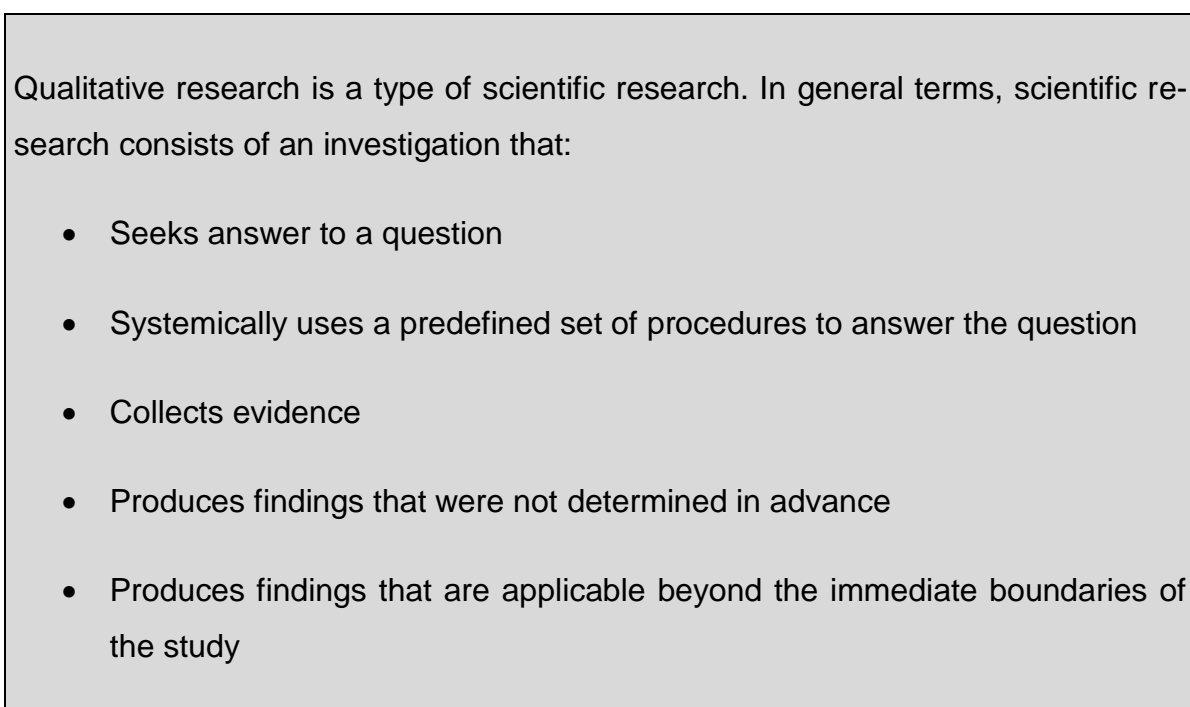 Qualitative research is a type of scientific research. In general terms, scientific re-
search consists of an investigation that:
• Seeks answer to a question
• Systemically uses a predefined set of procedures to answer the question
• Collects evidence
• Produces findings that were not determined in advance
• Produces findings that are applicable beyond the immediate boundaries of
the study